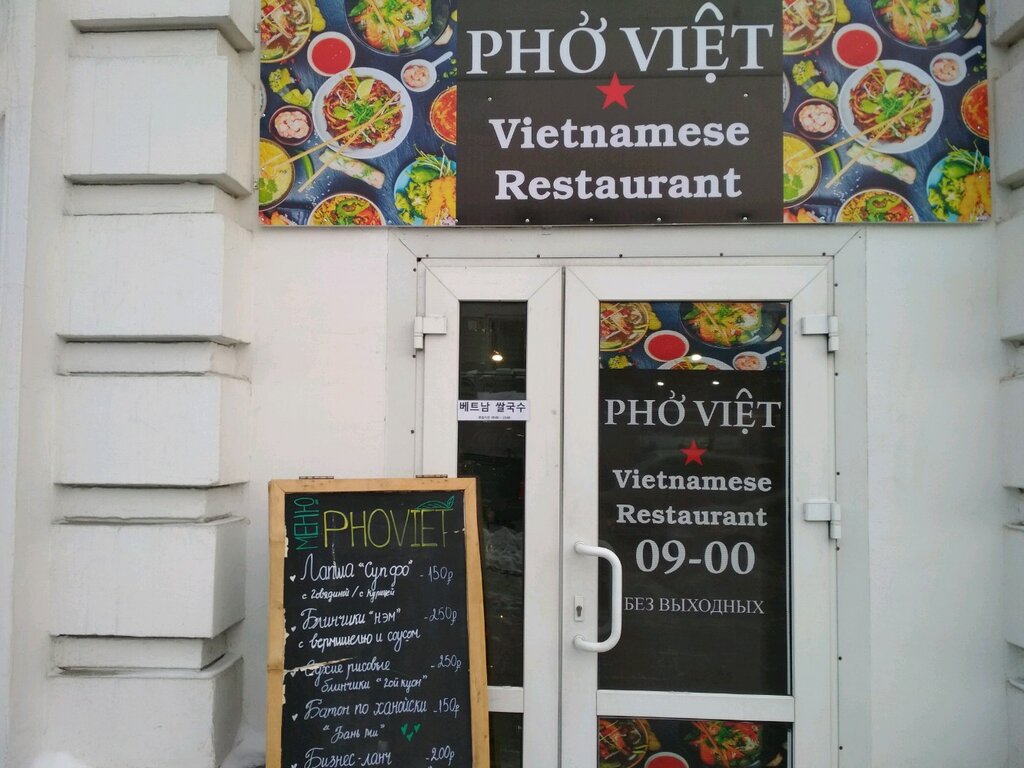 PHỞ VIỆT
Vietnamese
Restaurant
베트남 쌀국수
PHỞ VIỆT
Vietnamese
Restaurant
09-00
БЕЗ ВЫХОДНЫХ
МЕНЮ
PHOVIET
Лапша "Суп фо" -150р
с говядиной / с курицей
Блинчики "нэм" -250р
с вермишелью и соусом
Сухие рисовые -250р
блинчики "гой куон"
Батон по ханойски -150р
"Бань ми"
Бизнес-ланч -200р